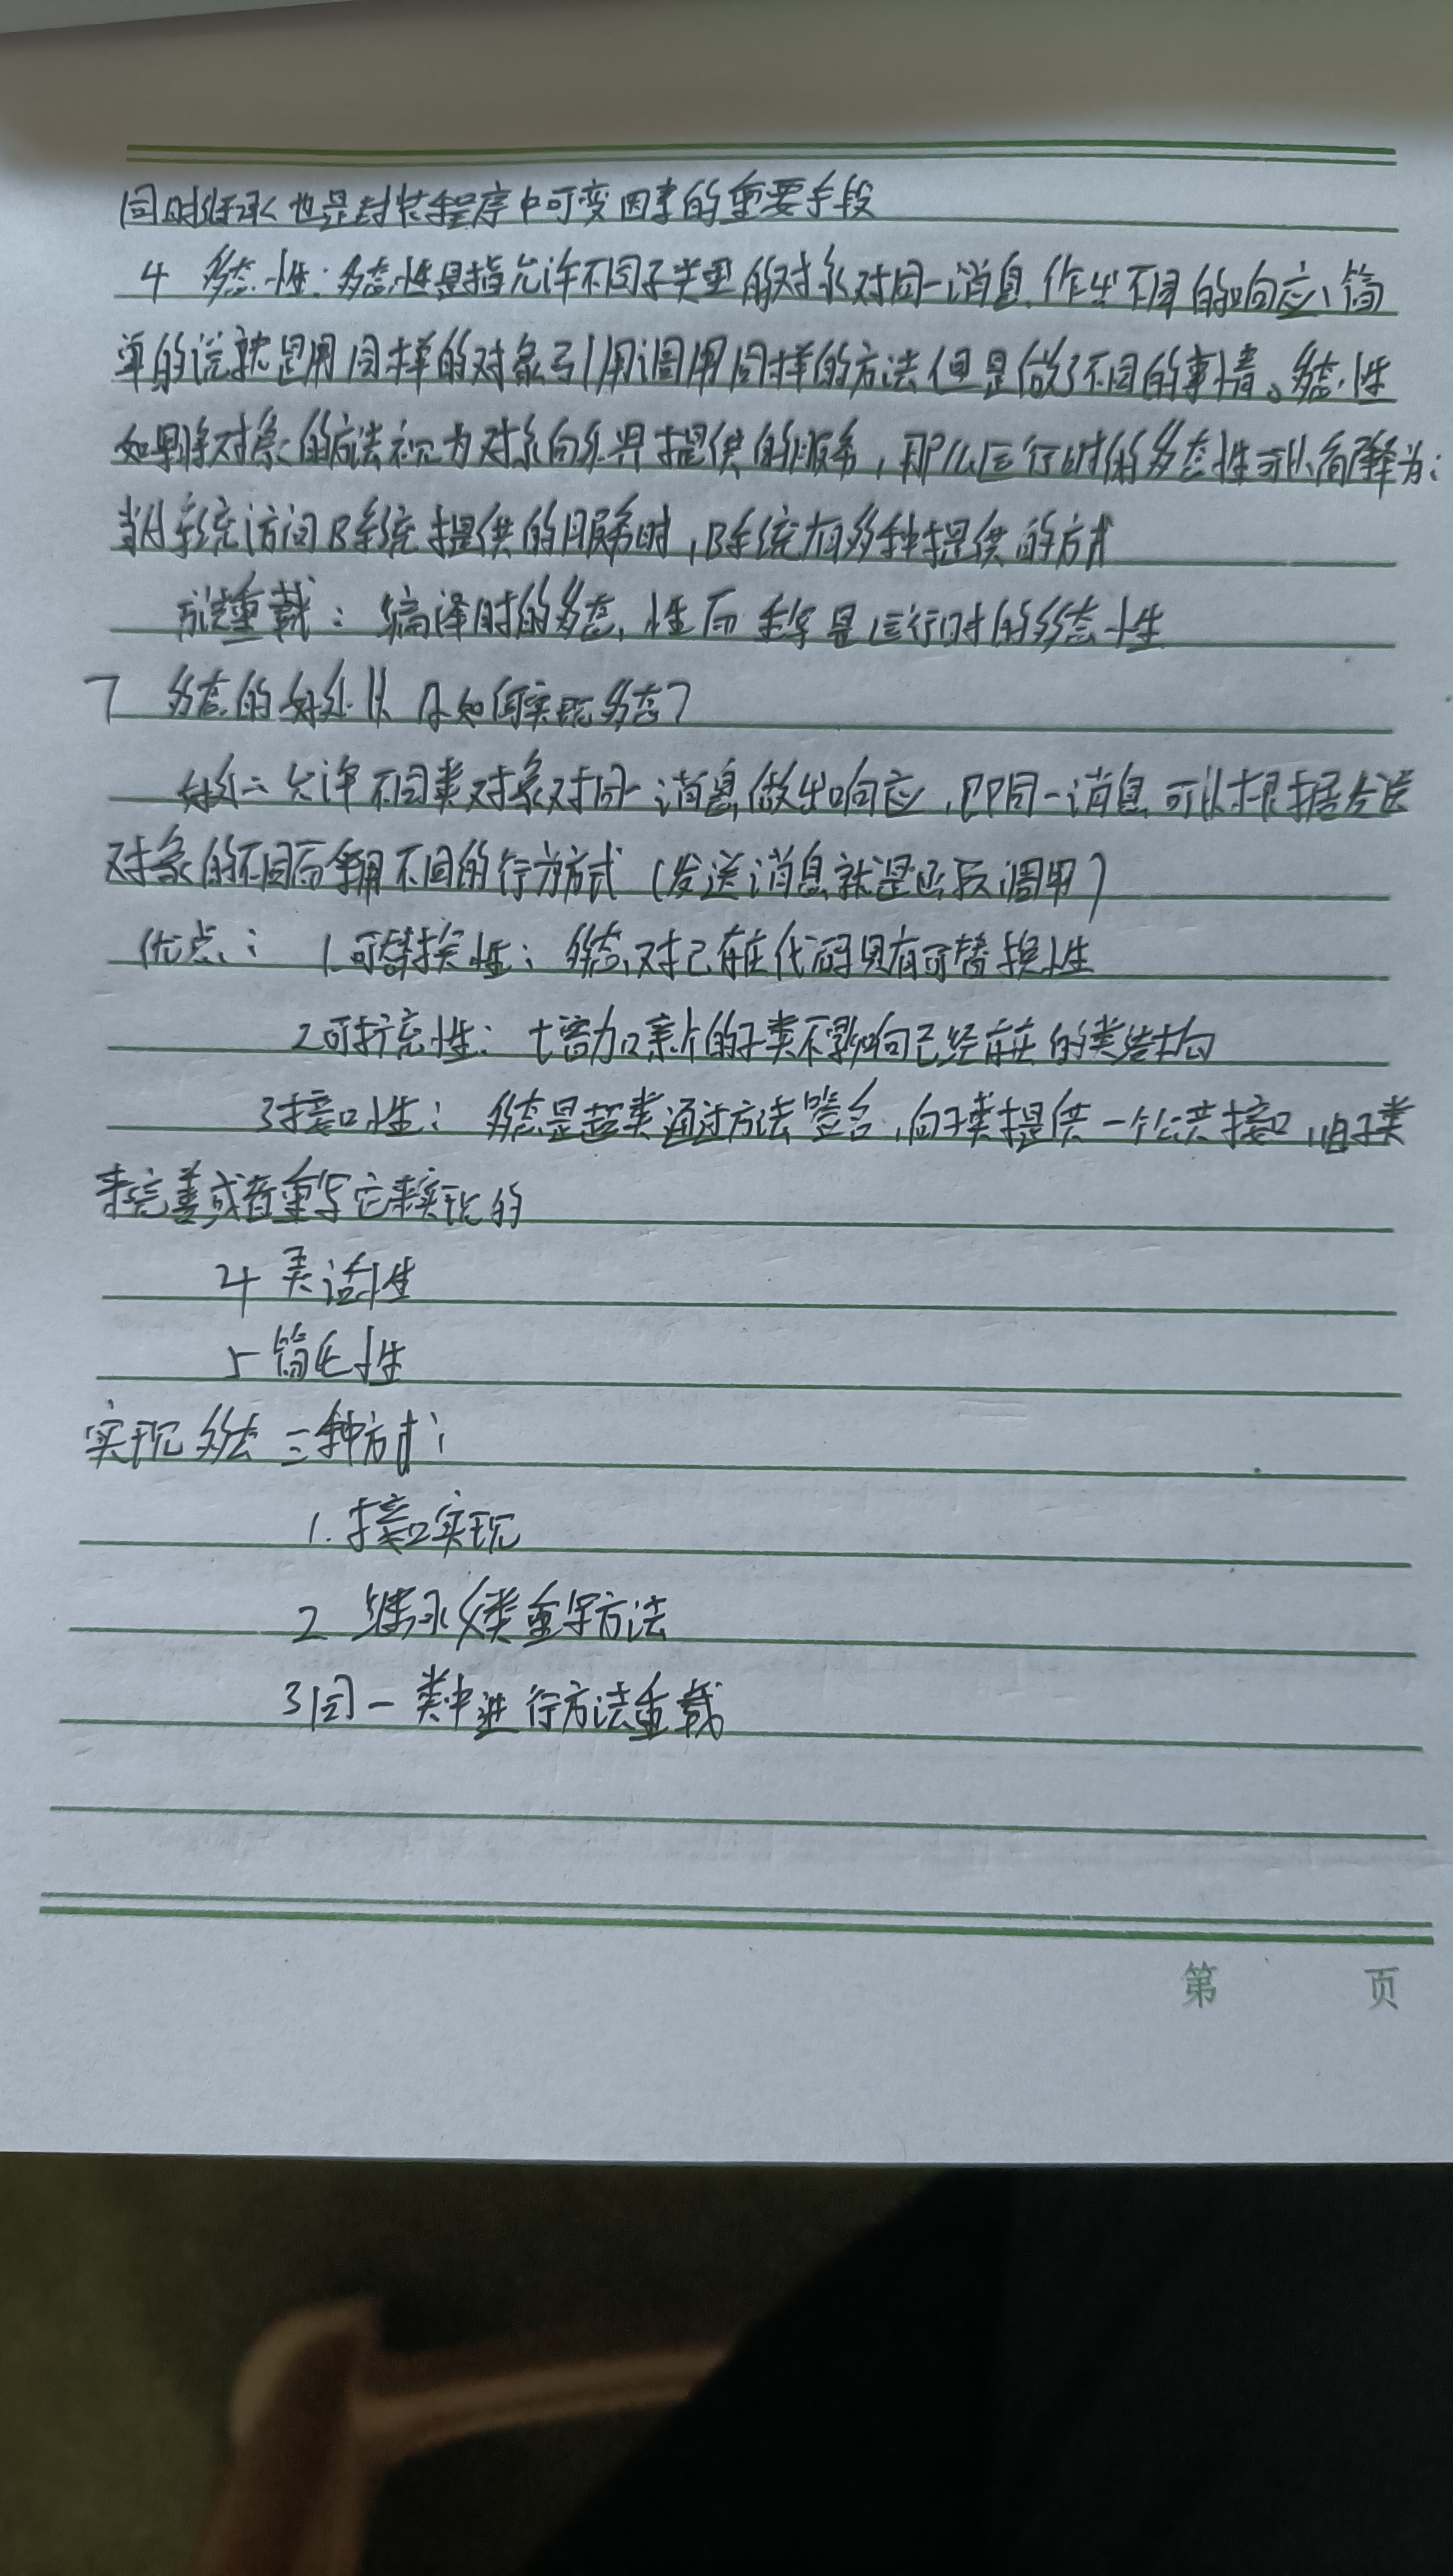 同时继承也是封装程序中可变因素的重要手段
4 多态性：多态性是指允许不同子类型的对象对同一消息作出不同的响应、简
单的说就是用同样的对象引用调用同样的方法但是做了不同的事情。多态性
如果将对象的方法视为对象向外界提供的服务，那么运行时的多态性可以解释为：
当A系统访问B系统提供的服务时，B系统有多种提供的方式
方法重载：编译时的多态性而重写是运行时的多态性
7 多态的好处以及如何实现多态？
好处：允许不同类对象对同一消息做出响应，即同一消息可以根据发送
对象的不同而采用不同的行为方式（发送消息就是函数调用）
优点：1.可替换性：多态对已存在代码具有可替换性
2可扩充性：增加新的子类不影响已经存在的类结构
3接口性：多态是超类通过方法签名，向子类提供一个公共接口，由子类
来完善或者重写它来实现的
4 灵活性
5 简化性
实现多态三种方式：
1.接口实现
2 继承父类重写方法
3同一类中进行方法重载
第 页